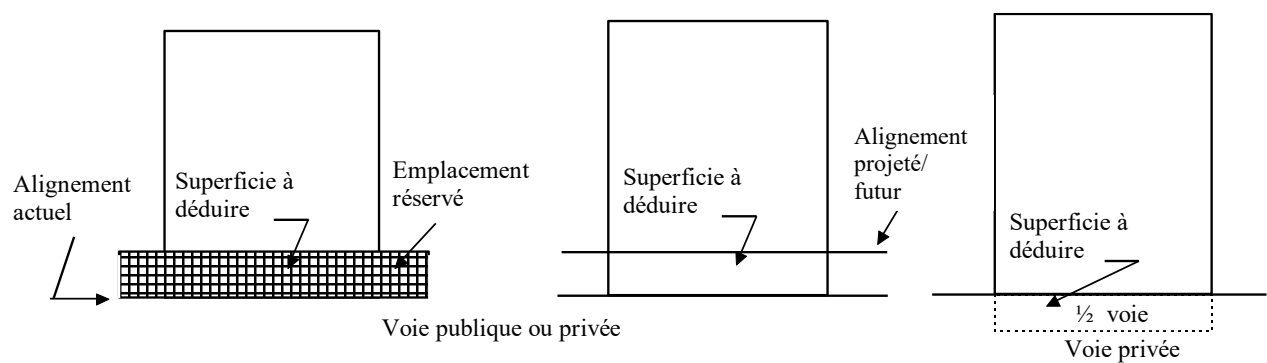 Alignement
actuel
Superficie à
déduire
Emplacement
réservé
Superficie à
déduire
Alignement
projeté/
futur
Superficie à
déduire
½ voie
Voie publique ou privée
Voie privée